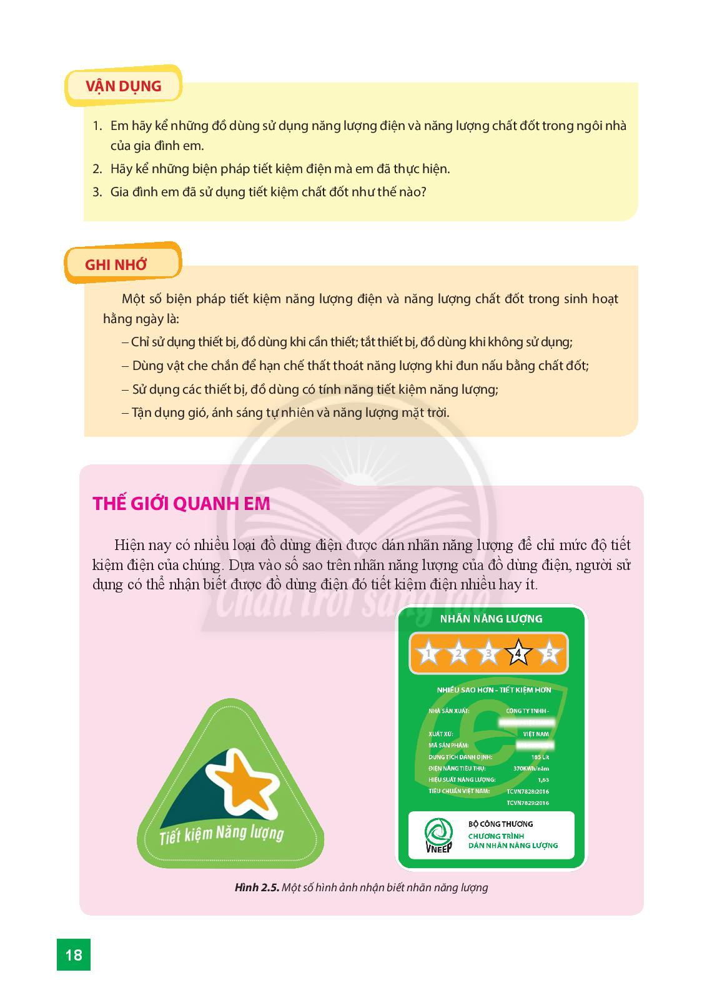 VẬN DỤNG
1. Em hãy kể những đồ dùng sử dụng năng lượng điện và năng lượng chất đốt trong ngôi nhà
của gia đình em.
2. Hãy kể những biện pháp tiết kiệm điện mà em đã thực hiện.
3. Gia đình em đã sử dụng tiết kiệm chất đốt như thế nào?
GHI NHỚ
Một số biện pháp tiết kiệm năng lượng điện và năng lượng chất đốt trong sinh hoạt
hằng ngày là:
– Chỉ sử dụng thiết bị, đồ dùng khi cần thiết; tắt thiết bị, đồ dùng khi không sử dụng;
– Dùng vật che chắn để hạn chế thất thoát năng lượng khi đun nấu bằng chất đốt;
– Sử dụng các thiết bị, đồ dùng có tính năng tiết kiệm năng lượng;
– Tận dụng gió, ánh sáng tự nhiên và năng lượng mặt trời.
THẾ GIỚI QUANH EM
Hiện nay có nhiều loại đồ dùng điện được dán nhãn năng lượng để chỉ mức độ tiết
kiệm điện của chúng. Dựa vào số sao trên nhãn năng lượng của đồ dùng điện, người sử
dụng có thể nhận biết được đồ dùng điện đó tiết kiệm điện nhiều hay ít.
Chân trời sáng tạo
Tiết kiệm Năng lượng
NHÃN NĂNG LƯỢNG
1 2 3 4 5
NHIỀU SAO HƠN - TIẾT KIỆM HƠN
NHÀ SẢN XUẤT: CÔNG TY TNHH -
XUẤT XỨ: VIỆT NAM
MÃ SẢN PHẨM:
DUNG TÍCH DANH ĐỊNH: 185 Lít
ĐIỆN NĂNG TIÊU THỤ: 370KWh/năm
HIỆU SUẤT NĂNG LƯỢNG: 1,63
TIÊU CHUẨN VIỆT NAM: TCVN7828:2016
TCVN7829:2016
VNEEP
BỘ CÔNG THƯƠNG
CHƯƠNG TRÌNH
DÁN NHÃN NĂNG LƯỢNG
Hình 2.5. Một số hình ảnh nhận biết nhãn năng lượng
18